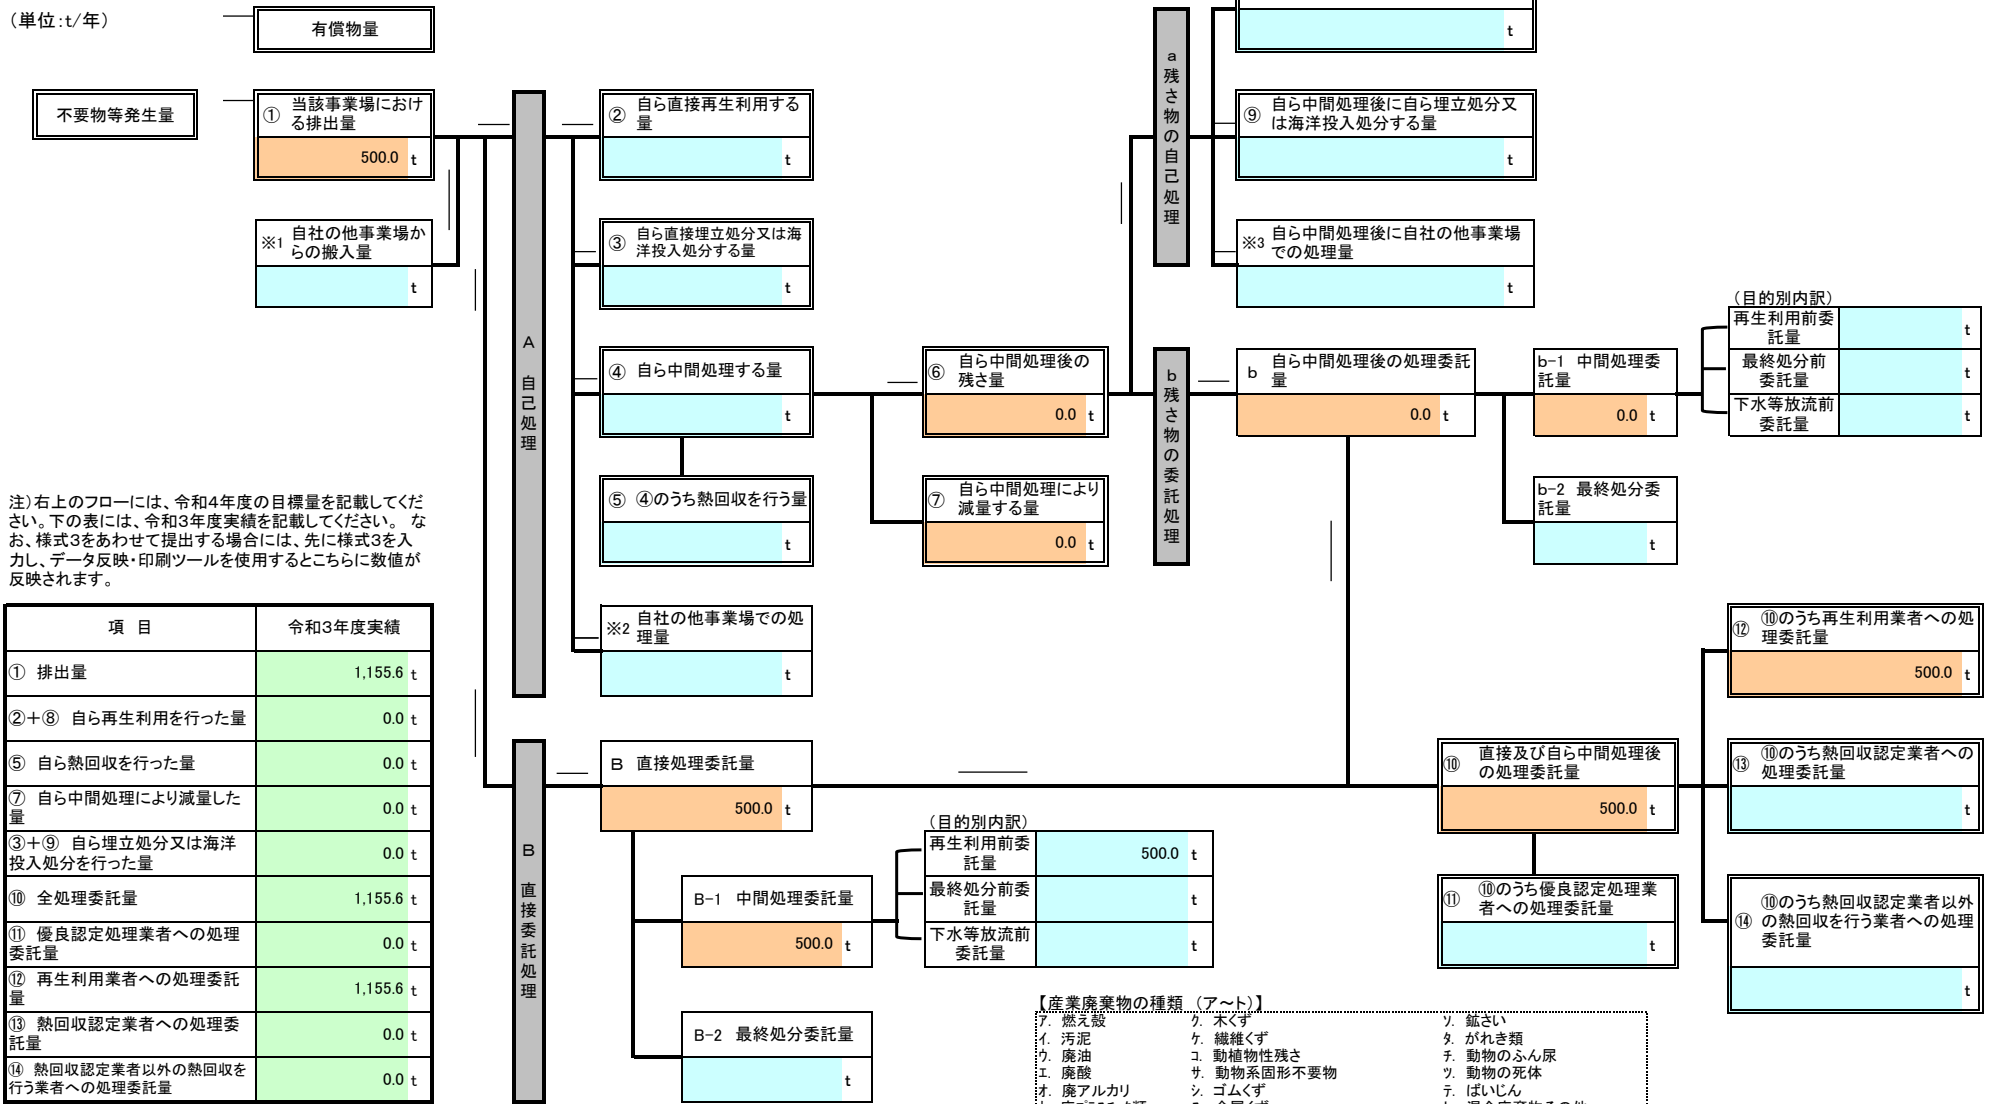 （単位：t/年）
有償物量
不要物等発生量
① 当該事業場におけ
る排出量
500.0 t
※1 自社の他事業場か
らの搬入量
t
A 自己処理
② 自ら直接再生利用する
量
t
③ 自ら直接埋立処分又は海
洋投入処分する量
t
④ 自ら中間処理する量
t
⑤ ④のうち熱回収を行う量
t
※2 自社の他事業場での処
理量
t
⑥ 自ら中間処理後の
残さ量
0.0 t
⑦ 自ら中間処理により
減量する量
0.0 t
a 残さ物の自己処理
t
⑨ 自ら中間処理後に自ら埋立処分又
は海洋投入処分する量
t
※3 自ら中間処理後に自社の他事業場
での処理量
t
b 残さ物の委託処理
b 自ら中間処理後の処理委託
量
0.0 t
b-1 中間処理委
託量
0.0 t
（目的別内訳）
再生利用前委
託量
t
最終処分前
委託量
t
下水等放流前
委託量
t
b-2 最終処分委
託量
t
注）右上のフローには、令和4年度の目標量を記載してくだ
さい。下の表には、令和3年度実績を記載してください。 な
お、様式3をあわせて提出する場合には、先に様式3を入
力し、データ反映・印刷ツールを使用するとこちらに数値が
反映されます。
項 目 令和3年度実績
① 排出量 1,155.6 t
②＋⑧ 自ら再生利用を行った量 0.0 t
⑤ 自ら熱回収を行った量 0.0 t
⑦ 自ら中間処理により減量した
量 0.0 t
③＋⑨ 自ら埋立処分又は海洋
投入処分を行った量 0.0 t
⑩ 全処理委託量 1,155.6 t
⑪ 優良認定処理業者への処理
委託量 0.0 t
⑫ 再生利用業者への処理委託
量 1,155.6 t
⑬ 熱回収認定業者への処理委
託量 0.0 t
⑭ 熱回収認定業者以外の熱回収を
行う業者への処理委託量 0.0 t
B 直接委託処理
B 直接処理委託量
500.0 t
B-1 中間処理委託量
500.0 t
（目的別内訳）
再生利用前委
託量
500.0 t
最終処分前委
託量
t
下水等放流前
委託量
t
B-2 最終処分委託量
t
⑩ 直接及び自ら中間処理後
の処理委託量
500.0 t
⑪ ⑩のうち優良認定処理業
者への処理委託量
t
⑫ ⑩のうち再生利用業者への処
理委託量
500.0 t
⑬ ⑩のうち熱回収認定業者への
処理委託量
t
⑭ ⑩のうち熱回収認定業者以外
の熱回収を行う業者への処理
委託量
t
【産業廃棄物の種類 （ア～ト）】
ア. 燃え殻 ク. 木くず ソ. 鉱さい
イ. 汚泥 ケ. 繊維くず タ. がれき類
ウ. 廃油 コ. 動植物性残さ チ. 動物のふん尿
エ. 廃酸 サ. 動物系固形不要物 ツ. 動物の死体
オ. 廃アルカリ シ. ゴムくず テ. ばいじん